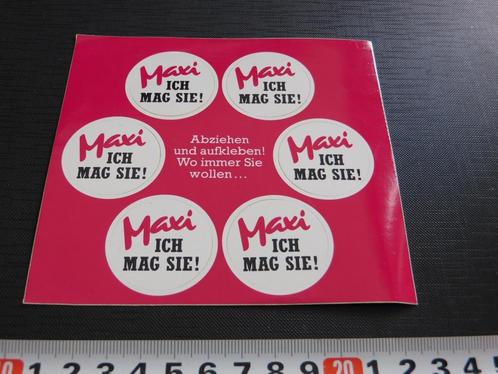 Maxi
ICH
MAG SIE!
Maxi
ICH
MAG SIE!
Maxi
ICH
MAG SIE!
Abziehen
und aufkleben!
Wo immer Sie
wollen...
Maxi
ICH
MAG SIE!
Maxi
ICH
MAG SIE!
Maxi
ICH
MAG SIE!
10 1 2 3 4 5 6 7 8 9 20 1 2 3 4 5